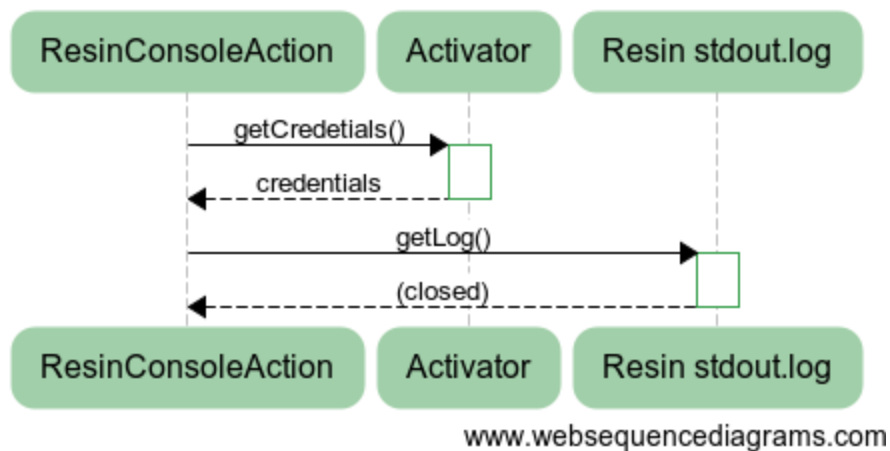 ResinConsoleAction Activator Resin stdout.log
getCredetials()
credentials
getLog()
(closed)
ResinConsoleAction Activator Resin stdout.log
www.websequencediagrams.com